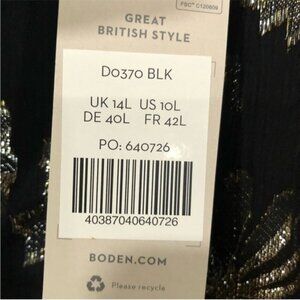 FSC™ C120809
GREAT
BRITISH STYLE
D0370 BLK
UK 14L US 10L
DE 40L FR 42L
PO: 640726
40387040640726
BODEN.COM
Please recycle